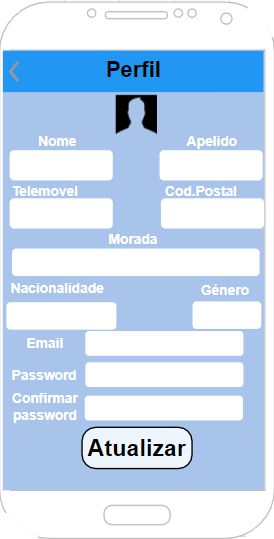 Perfil
Nome
Apelido
Telemovel
Cod.Postal
Morada
Nacionalidade
Género
Email
Password
Confirmar
password
Atualizar